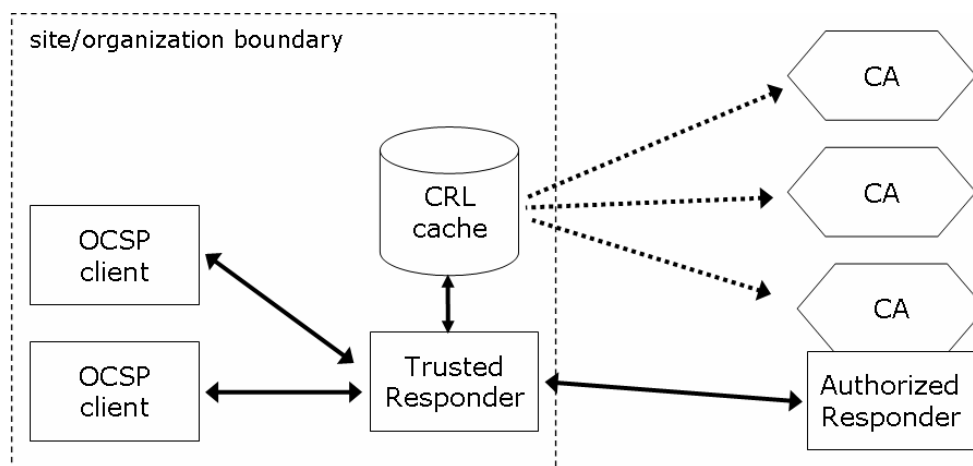 site/organization boundary
CA
CRL
cache
CA
OCSP
client
CA
OCSP
client
Trusted
Responder
Authorized
Responder